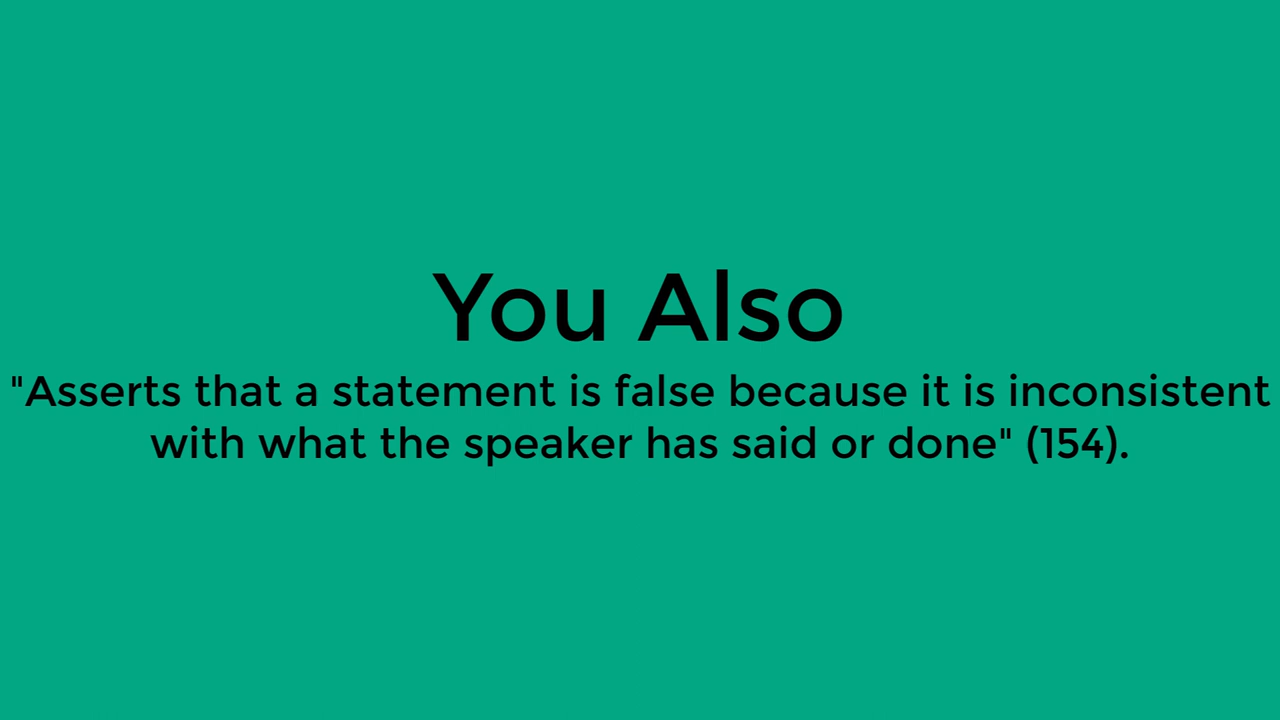 You Also
"Asserts that a statement is false because it is inconsistent
with what the speaker has said or done" (154).